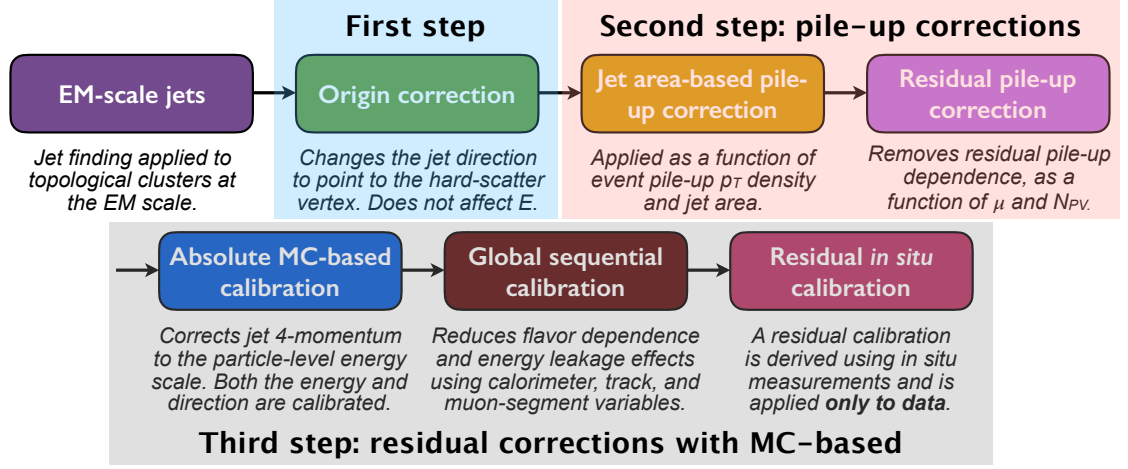 First step
Second step: pile-up corrections
EM-scale jets
Origin correction
Jet area-based pile-
up correction
Residual pile-up
correction
Jet finding applied to
topological clusters at
the EM scale.
Changes the jet direction
to point to the hard-scatter
vertex. Does not affect E.
Applied as a function of
event pile-up pT density
and jet area.
Removes residual pile-up
dependence, as a
function of μ and NPV.
Absolute MC-based
calibration
Global sequential
calibration
Residual in situ
calibration
Corrects jet 4-momentum
to the particle-level energy
scale. Both the energy and
direction are calibrated.
Reduces flavor dependence
and energy leakage effects
using calorimeter, track, and
muon-segment variables.
A residual calibration
is derived using in situ
measurements and is
applied only to data.
Third step: residual corrections with MC-based